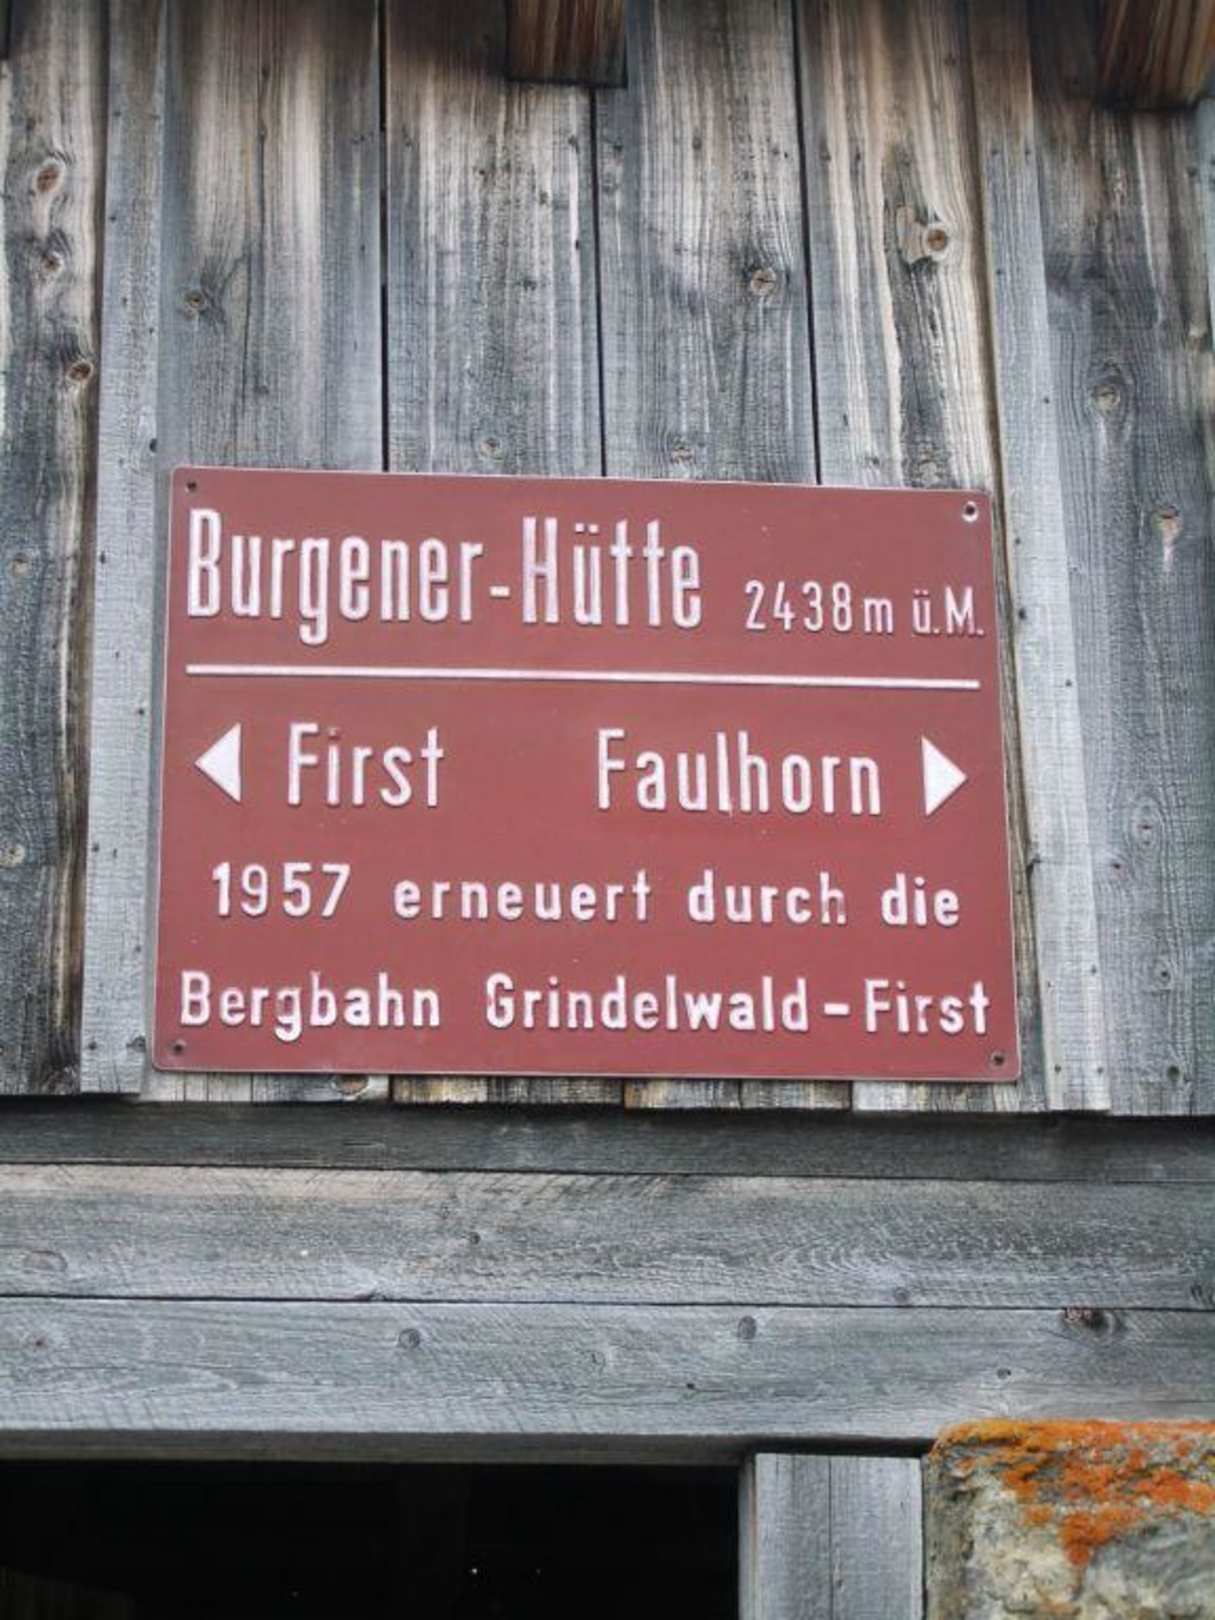 Burgener-Hütte 2438m ü.M.
First Faulhorn
1957 erneuert durch die
Bergbahn Grindelwald-First